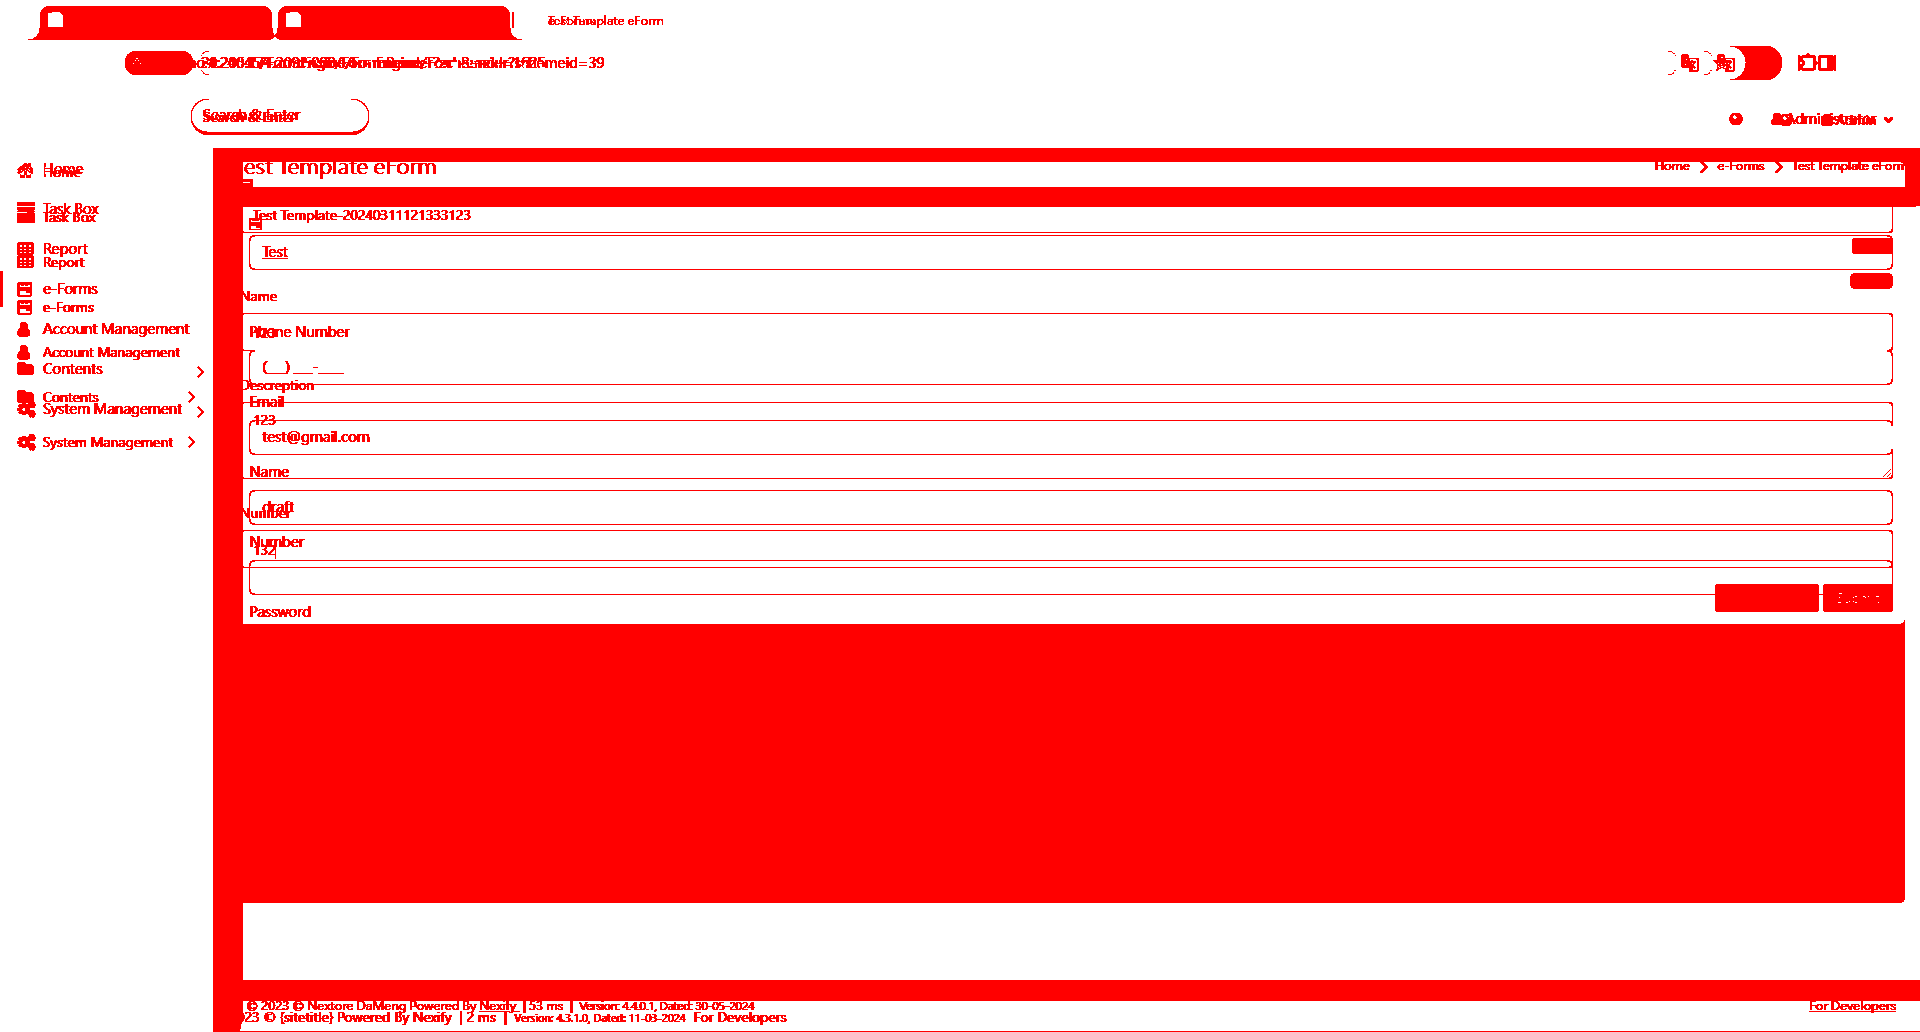 Test Template eForm
Search & Enter
Search & Enter
Administrator
Home
Home
est Template eForm
Home
e-Forms
Test Template eForm
Task Box
Task Box
Test Template-20240311121333123
Report
Report
Test
e-Forms
e-Forms
Name
Account Management
Account Management
Phone Number
Contents
Contents
(__) ___-____
Descreption
System Management
System Management
Email
123
test@gmail.com
Name
draft
Number
Number
132
Password
© 2023 © Nextore DaMeng Powered By Nexify | 53 ms | Version: 4.4.0.1, Dated: 30-05-2024
For Developers
23 © {sitetitle} Powered By Nexify | 2 ms | Version: 4.3.1.0, Dated: 11-03-2024 For Developers